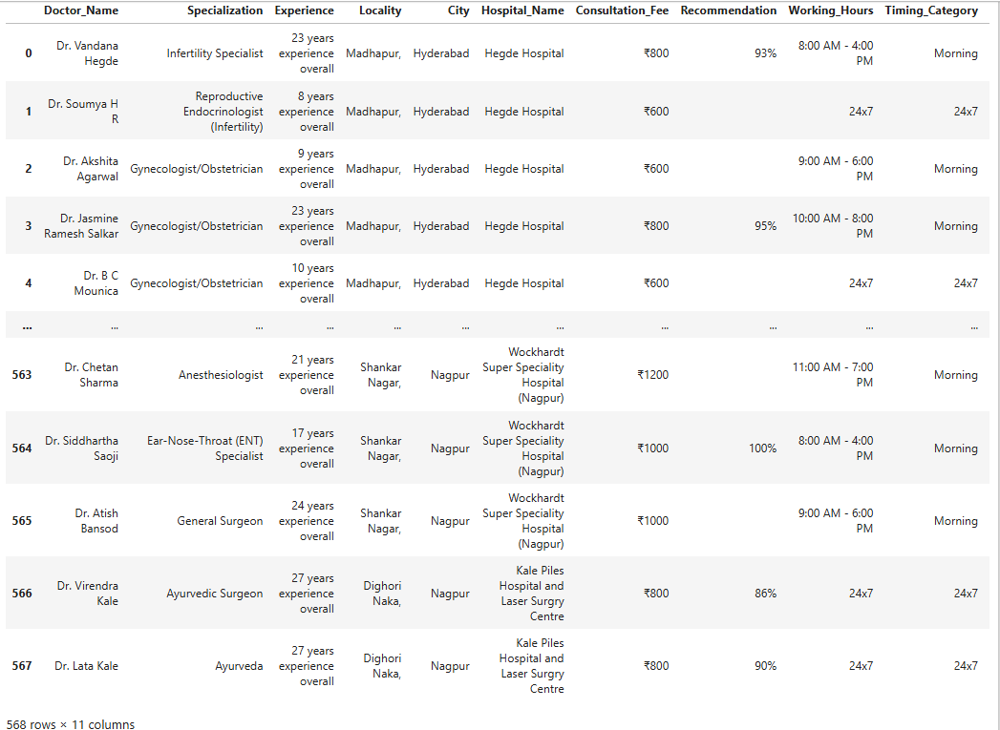 Doctor_Name Specialization Experience Locality City Hospital_Name Consultation_Fee Recommendation Working_Hours Timing_Category
0 Dr. Vandana Hegde Infertility Specialist 23 years experience overall Madhapur, Hyderabad Hegde Hospital ₹800 93% 8:00 AM - 4:00 PM Morning
1 Dr. Soumya H R Reproductive Endocrinologist (Infertility) 8 years experience overall Madhapur, Hyderabad Hegde Hospital ₹600 24x7 24x7
2 Dr. Akshita Agarwal Gynecologist/Obstetrician 9 years experience overall Madhapur, Hyderabad Hegde Hospital ₹600 9:00 AM - 6:00 PM Morning
3 Dr. Jasmine Ramesh Salkar Gynecologist/Obstetrician 23 years experience overall Madhapur, Hyderabad Hegde Hospital ₹800 95% 10:00 AM - 8:00 PM Morning
4 Dr. B C Mounica Gynecologist/Obstetrician 10 years experience overall Madhapur, Hyderabad Hegde Hospital ₹600 24x7 24x7
... ... ... ... ... ... ... ... ... ... ...
563 Dr. Chetan Sharma Anesthesiologist 21 years experience overall Shankar Nagar, Nagpur Wockhardt Super Speciality Hospital (Nagpur) ₹1200 11:00 AM - 7:00 PM Morning
564 Dr. Siddhartha Saoji Ear-Nose-Throat (ENT) Specialist 17 years experience overall Shankar Nagar, Nagpur Wockhardt Super Speciality Hospital (Nagpur) ₹1000 100% 8:00 AM - 4:00 PM Morning
565 Dr. Atish Bansod General Surgeon 24 years experience overall Shankar Nagar, Nagpur Wockhardt Super Speciality Hospital (Nagpur) ₹1000 9:00 AM - 6:00 PM Morning
566 Dr. Virendra Kale Ayurvedic Surgeon 27 years experience overall Dighori Naka, Nagpur Kale Piles Hospital and Laser Surgry Centre ₹800 86% 24x7 24x7
567 Dr. Lata Kale Ayurveda 27 years experience overall Dighori Naka, Nagpur Kale Piles Hospital and Laser Surgry Centre ₹800 90% 24x7 24x7
568 rows × 11 columns